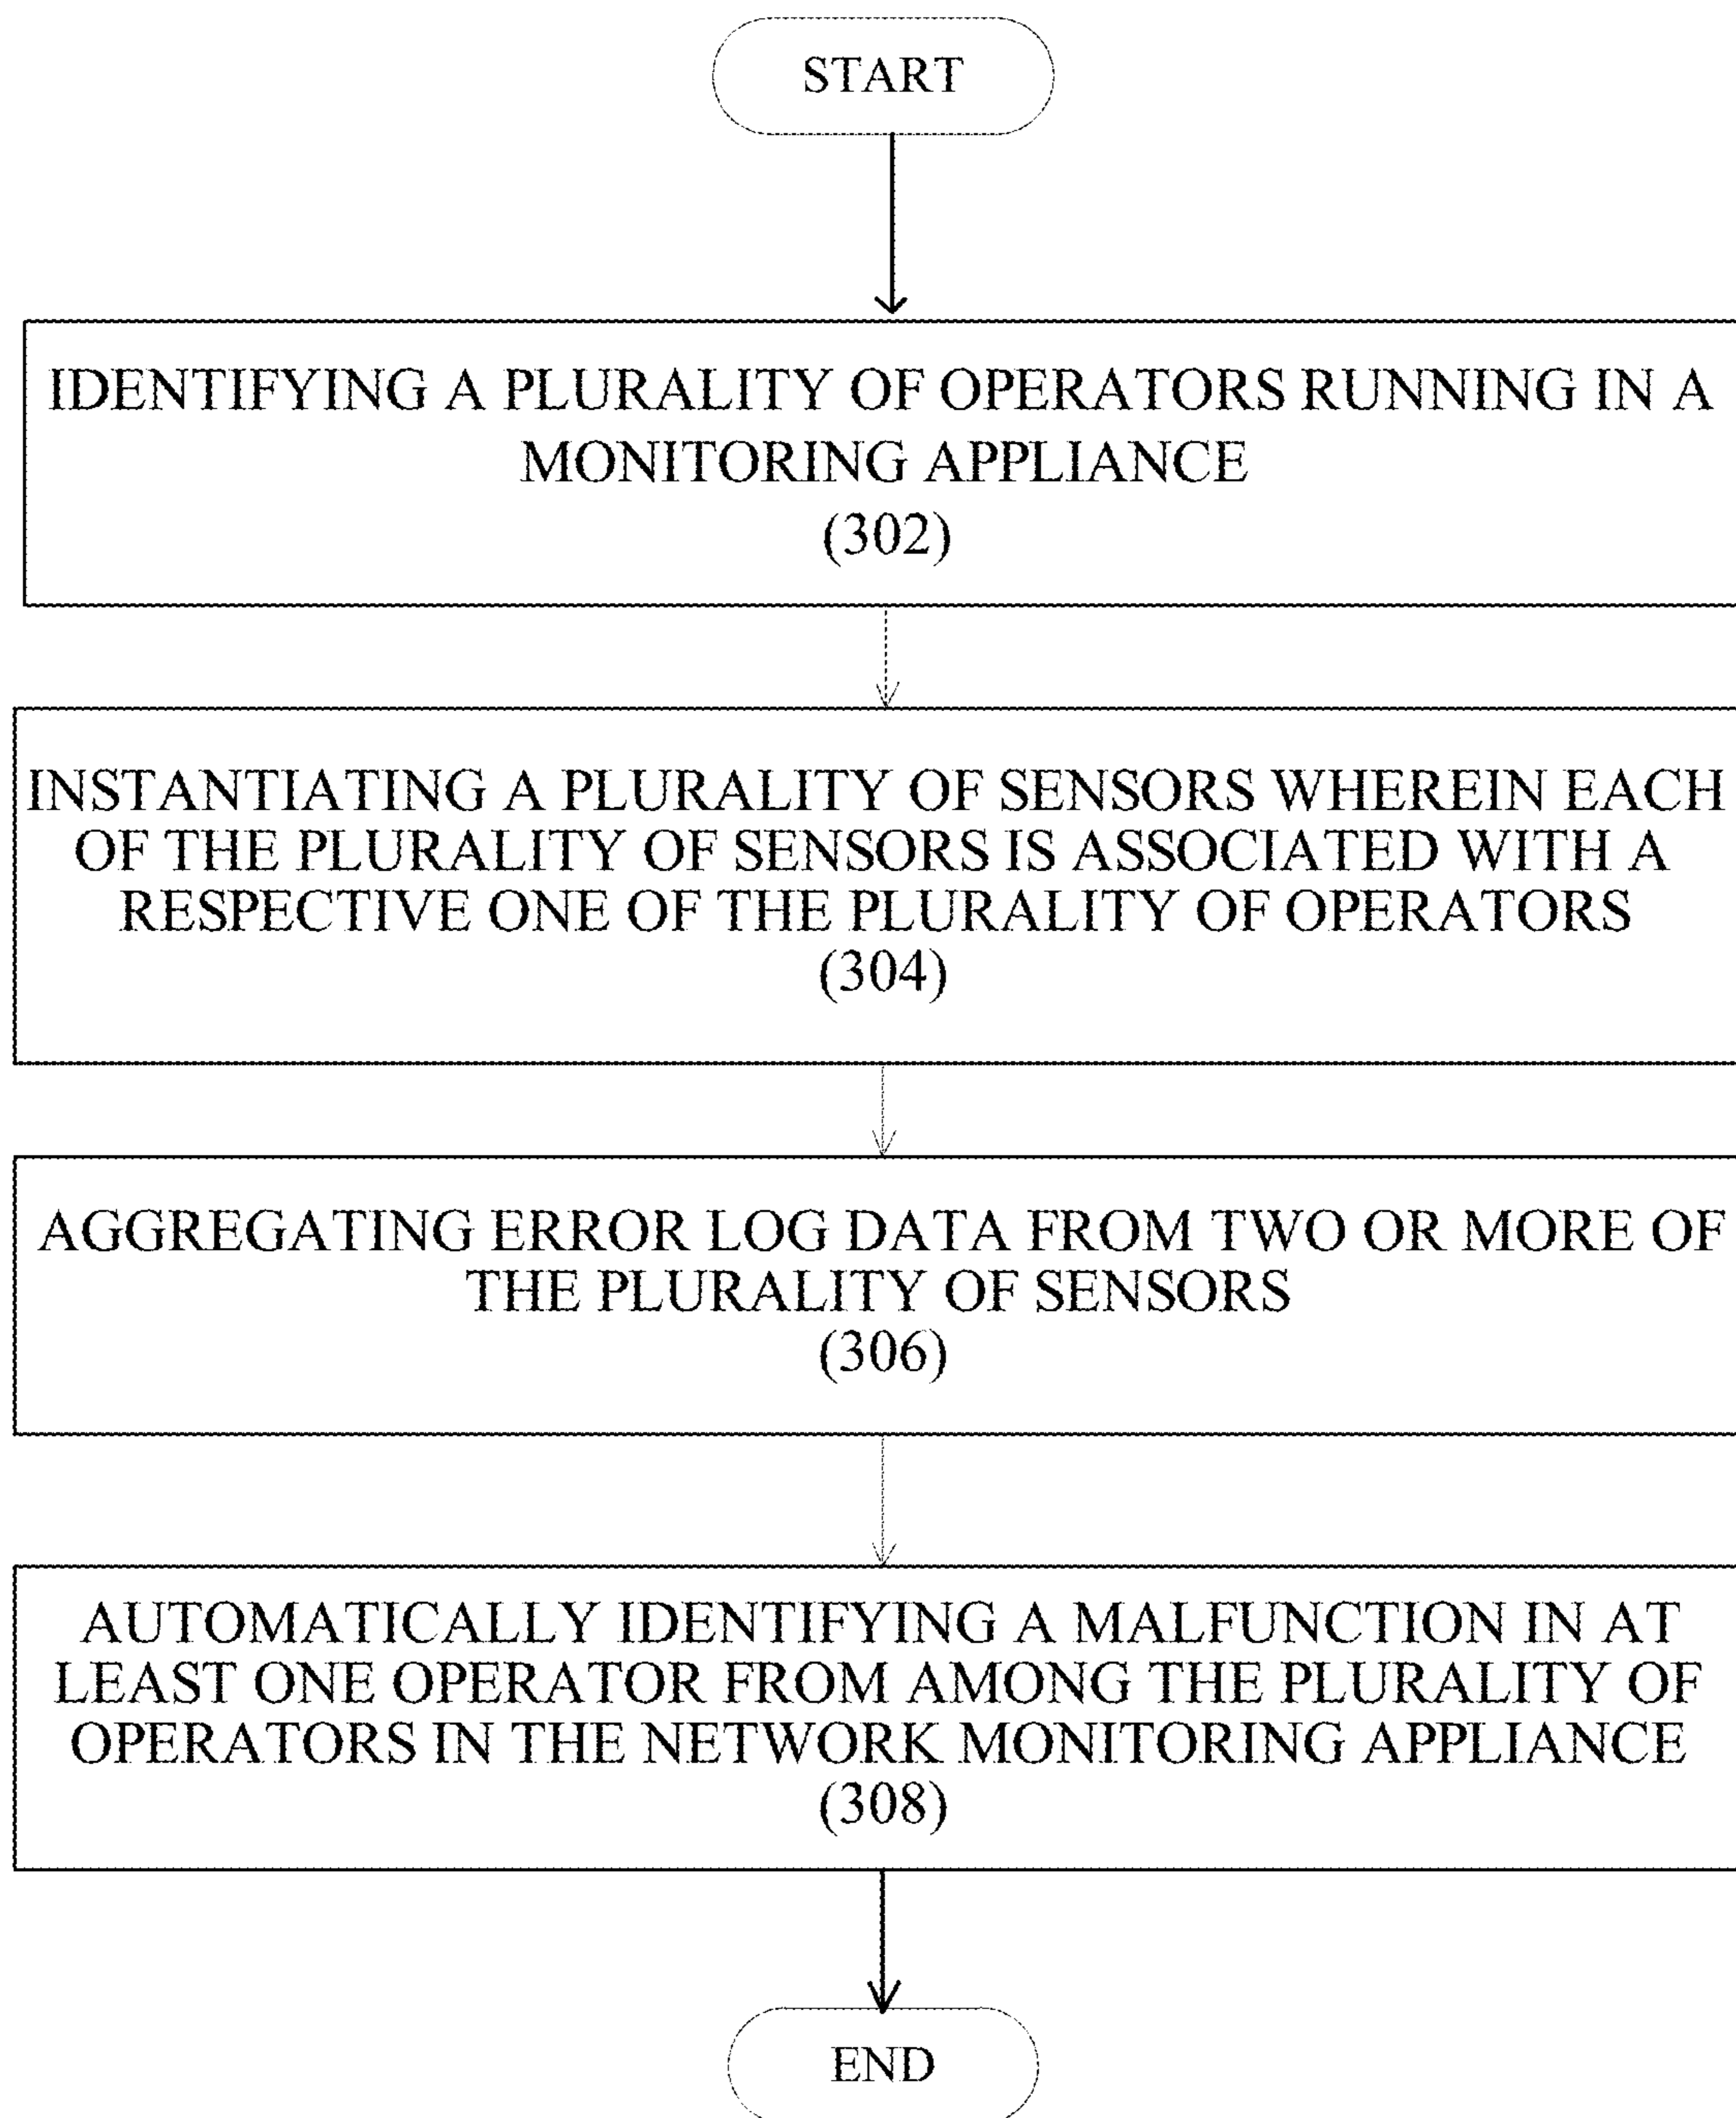 START
IDENTIFYING A PLURALITY OF OPERATORS RUNNING IN A
MONITORING APPLIANCE
(302)
INSTANTIATING A PLURALITY OF SENSORS WHEREIN EACH
OF THE PLURALITY OF SENSORS IS ASSOCIATED WITH A
RESPECTIVE ONE OF THE PLURALITY OF OPERATORS
(304)
AGGREGATING ERROR LOG DATA FROM TWO OR MORE OF
THE PLURALITY OF SENSORS
(306)
AUTOMATICALLY IDENTIFYING A MALFUNCTION IN AT
LEAST ONE OPERATOR FROM AMONG THE PLURALITY OF
OPERATORS IN THE NETWORK MONITORING APPLIANCE
(308)
END